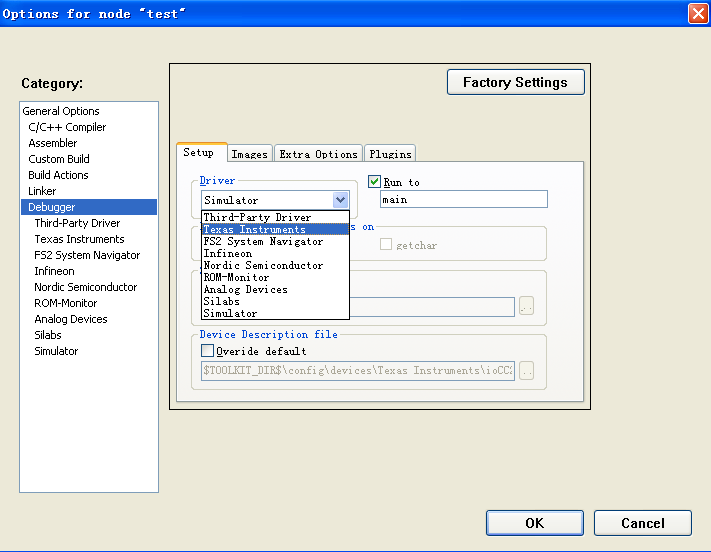 Options for node "test"
Category:
General Options
C/C++ Compiler
Assembler
Custom Build
Build Actions
Linker
Debugger
Third-Party Driver
Texas Instruments
FS2 System Navigator
Infineon
Nordic Semiconductor
ROM-Monitor
Analog Devices
Silabs
Simulator
Factory Settings
Setup Images Extra Options Plugins
Driver
Simulator
Run to
main
Third-Party Driver
Texas Instruments
FS2 System Navigator
Infineon
Nordic Semiconductor
ROM-Monitor
Analog Devices
Silabs
Simulator
on
getchar
..
Device Description file
Overide default
$TOOLKIT_DIR$\config\devices\Texas Instruments\ioCC2
..
OK Cancel